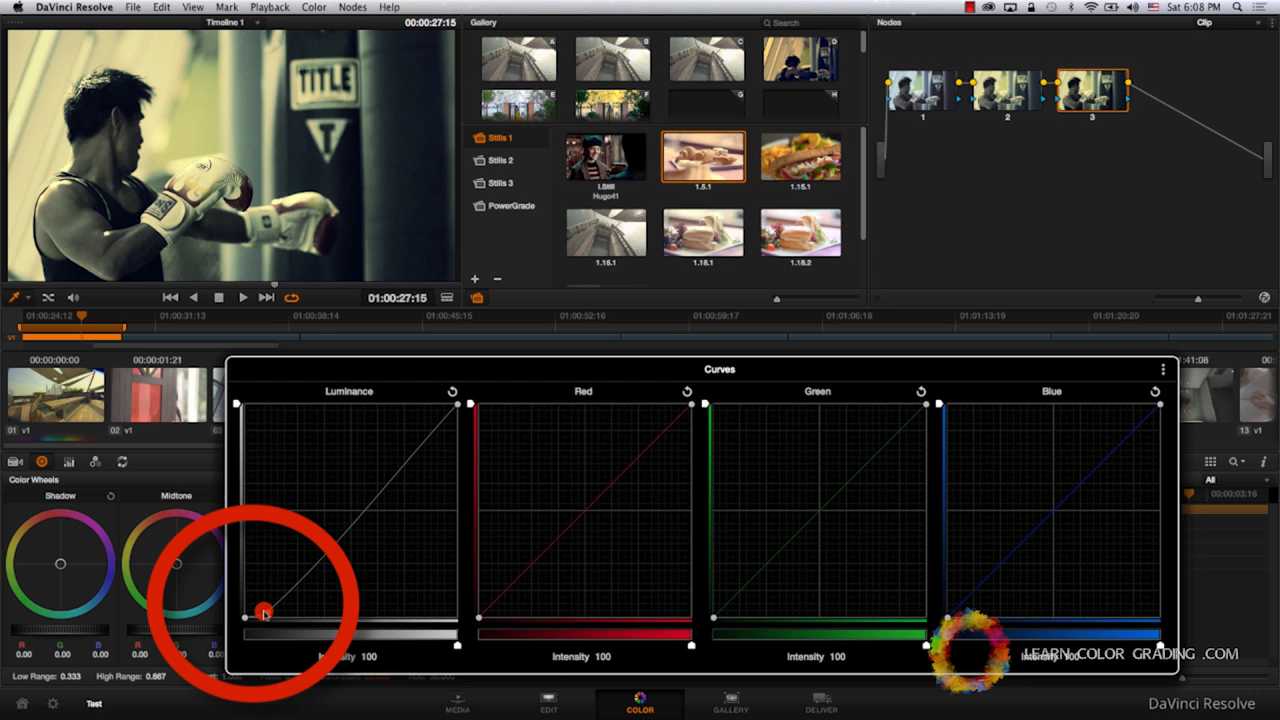 DaVinci Resolve File Edit View Mark Playback Color Nodes Help Sat 6:08 PM
Timeline 1 00:00:27:15 Gallery Search Nodes Clip
TITLE
T
A B C D
E F G H
Stills 1
Stills 2
Stills 3
PowerGrade
I.Still 1.5.1 1.15.1
Hugo41
1.16.1 1.18.1 1.18.2
1 2 3
01:00:27:15
01:00:24:12 01:00:31:13 01:00:38:14 01:00:45:15 01:00:52:16 01:00:59:17 01:01:06:18 01:01:13:19 01:01:20:20 01:01:27:21
V1
00:00:00:00 00:00:01:21 :41:08 00:
01 v1 02 v1 03 13 v1
Curves
Luminance Red Green Blue
Intensity 100 Intensity 100 Intensity 100
Color Wheels
Shadow Midtone
R G B R G B
0.00 0.00 0.00 0.00 0.00 0.00
Low Range: 0.333 High Range: 0.667
All
00:00:03:16
LEARN COLOR GRADING .COM
Test MEDIA EDIT COLOR GALLERY DELIVER DaVinci Resolve